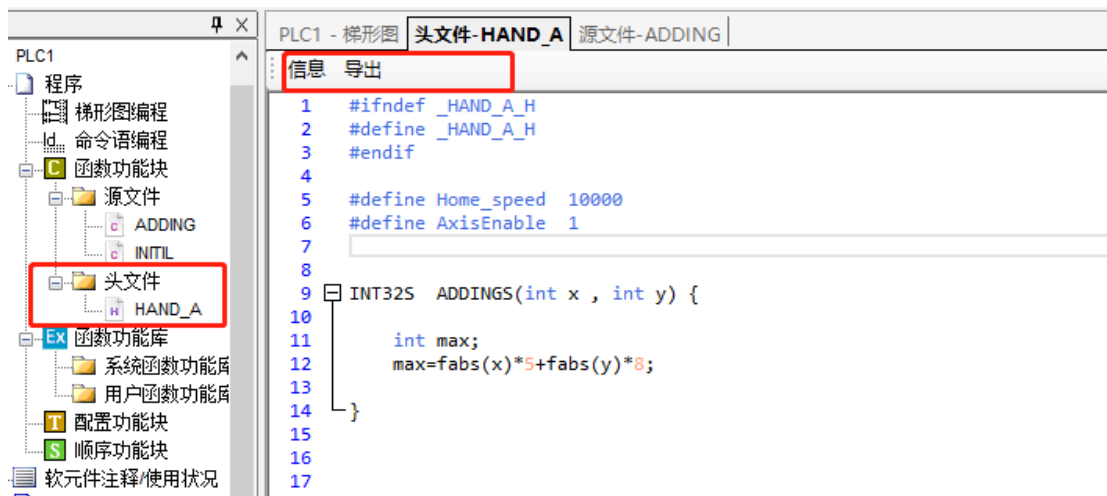 PLC1
程序
梯形图编程
命令语编程
函数功能块
源文件
ADDING
INITIL
头文件
HAND_A
函数功能库
系统函数功能
用户函数功能
配置功能块
顺序功能块
软元件注释/使用状况
PLC1 - 梯形图 头文件-HAND_A 源文件-ADDING
信息 导出
1 #ifndef _HAND_A_H
2 #define _HAND_A_H
3 #endif
4
5 #define Home_speed 10000
6 #define AxisEnable 1
7
8
9 INT32S ADDINGS(int x , int y) {
10
11 int max;
12 max=fabs(x)*5+fabs(y)*8;
13
14 }
15
16
17